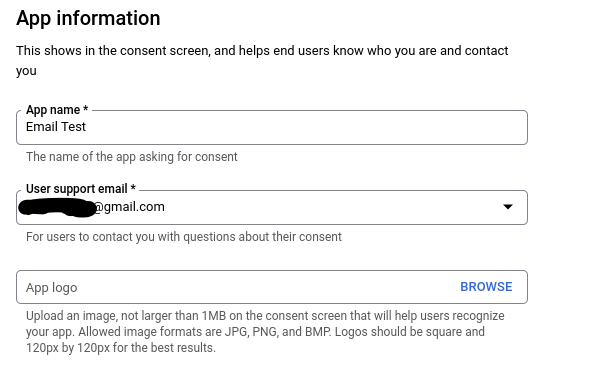 App information
This shows in the consent screen, and helps end users know who you are and contact
you
App name *
Email Test
The name of the app asking for consent
User support email *
@gmail.com
For users to contact you with questions about their consent
App logo BROWSE
Upload an image, not larger than 1MB on the consent screen that will help users recognize
your app. Allowed image formats are JPG, PNG, and BMP. Logos should be square and
120px by 120px for the best results.